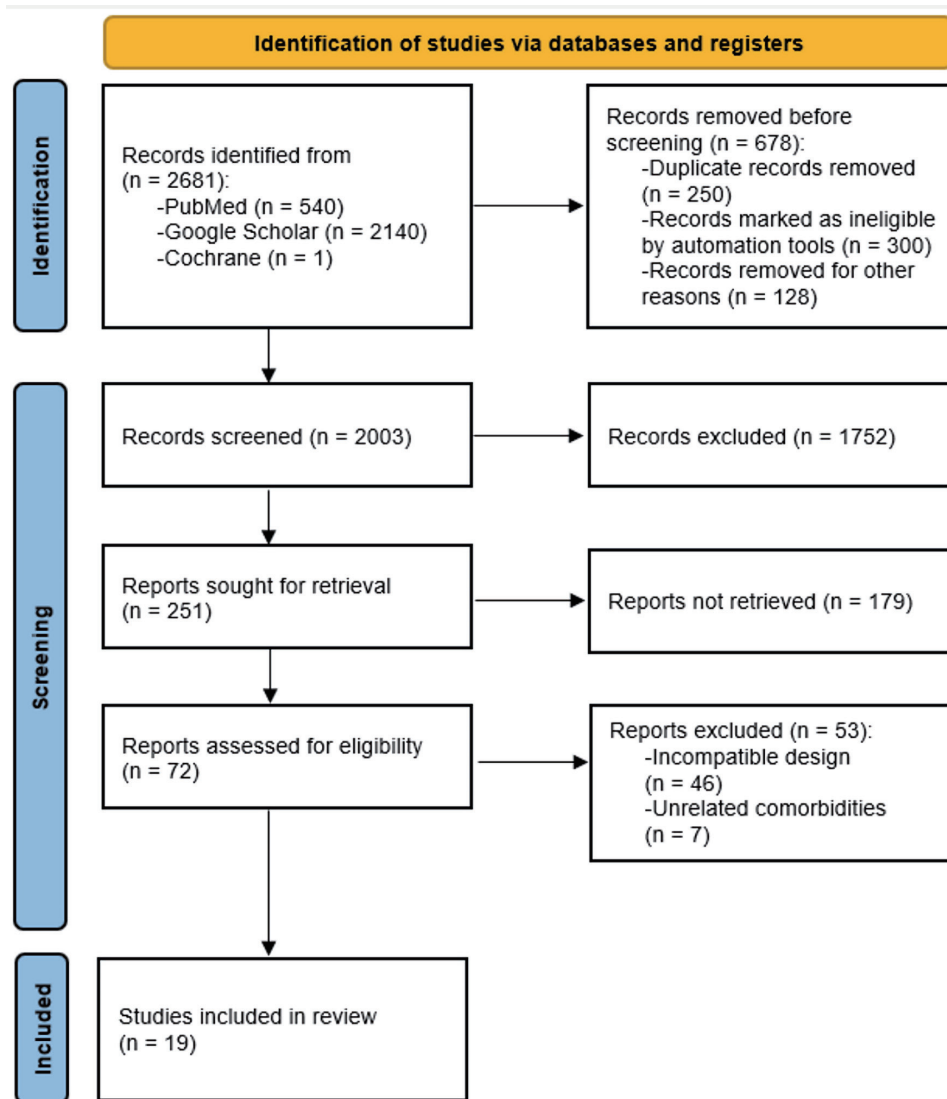 Identification of studies via databases and registers
Identification
Records identified from
(n = 2681):
-PubMed (n = 540)
-Google Scholar (n = 2140)
-Cochrane (n = 1)
Records removed before
screening (n = 678):
-Duplicate records removed
(n = 250)
-Records marked as ineligible
by automation tools (n = 300)
-Records removed for other
reasons (n = 128)
Screening
Records screened (n = 2003)
Records excluded (n = 1752)
Reports sought for retrieval
(n = 251)
Reports not retrieved (n = 179)
Reports assessed for eligibility
(n = 72)
Reports excluded (n = 53):
-Incompatible design
(n = 46)
-Unrelated comorbidities
(n = 7)
Included
Studies included in review
(n = 19)